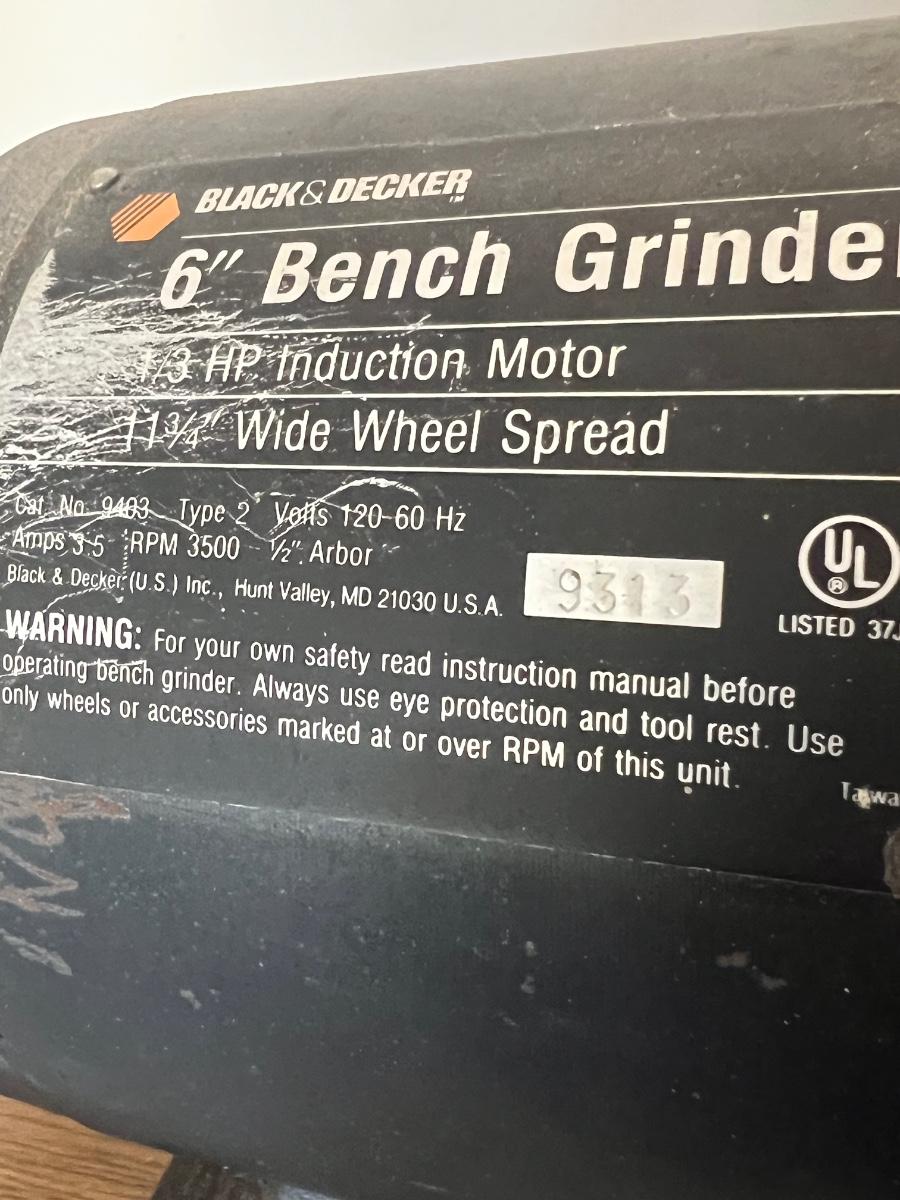 BLACK & DECKER™
6" Bench Grinder
1/3 HP Induction Motor
11¾" Wide Wheel Spread
Cat. No. 9403 Type 2 Volts 120-60 Hz
Amps 3.5 RPM 3500 ½" Arbor
Black & Decker (U.S.) Inc., Hunt Valley, MD 21030 U.S.A.
9313
UL®
LISTED 37J
WARNING: For your own safety read instruction manual before
operating bench grinder. Always use eye protection and tool rest. Use
only wheels or accessories marked at or over RPM of this unit.
Taiwa